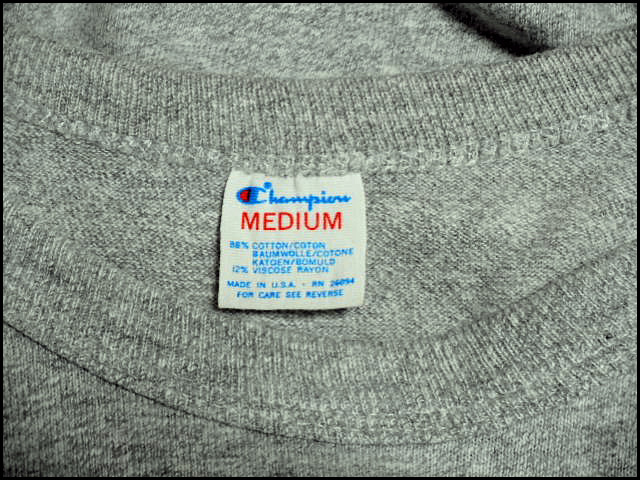 Champion
MEDIUM
88% COTTON/COTON
BAUMWOLLE/COTONE
KATOEN/BOMULD
12% VISCOSE RAYON
MADE IN U.S.A. - RN 26094
FOR CARE SEE REVERSE